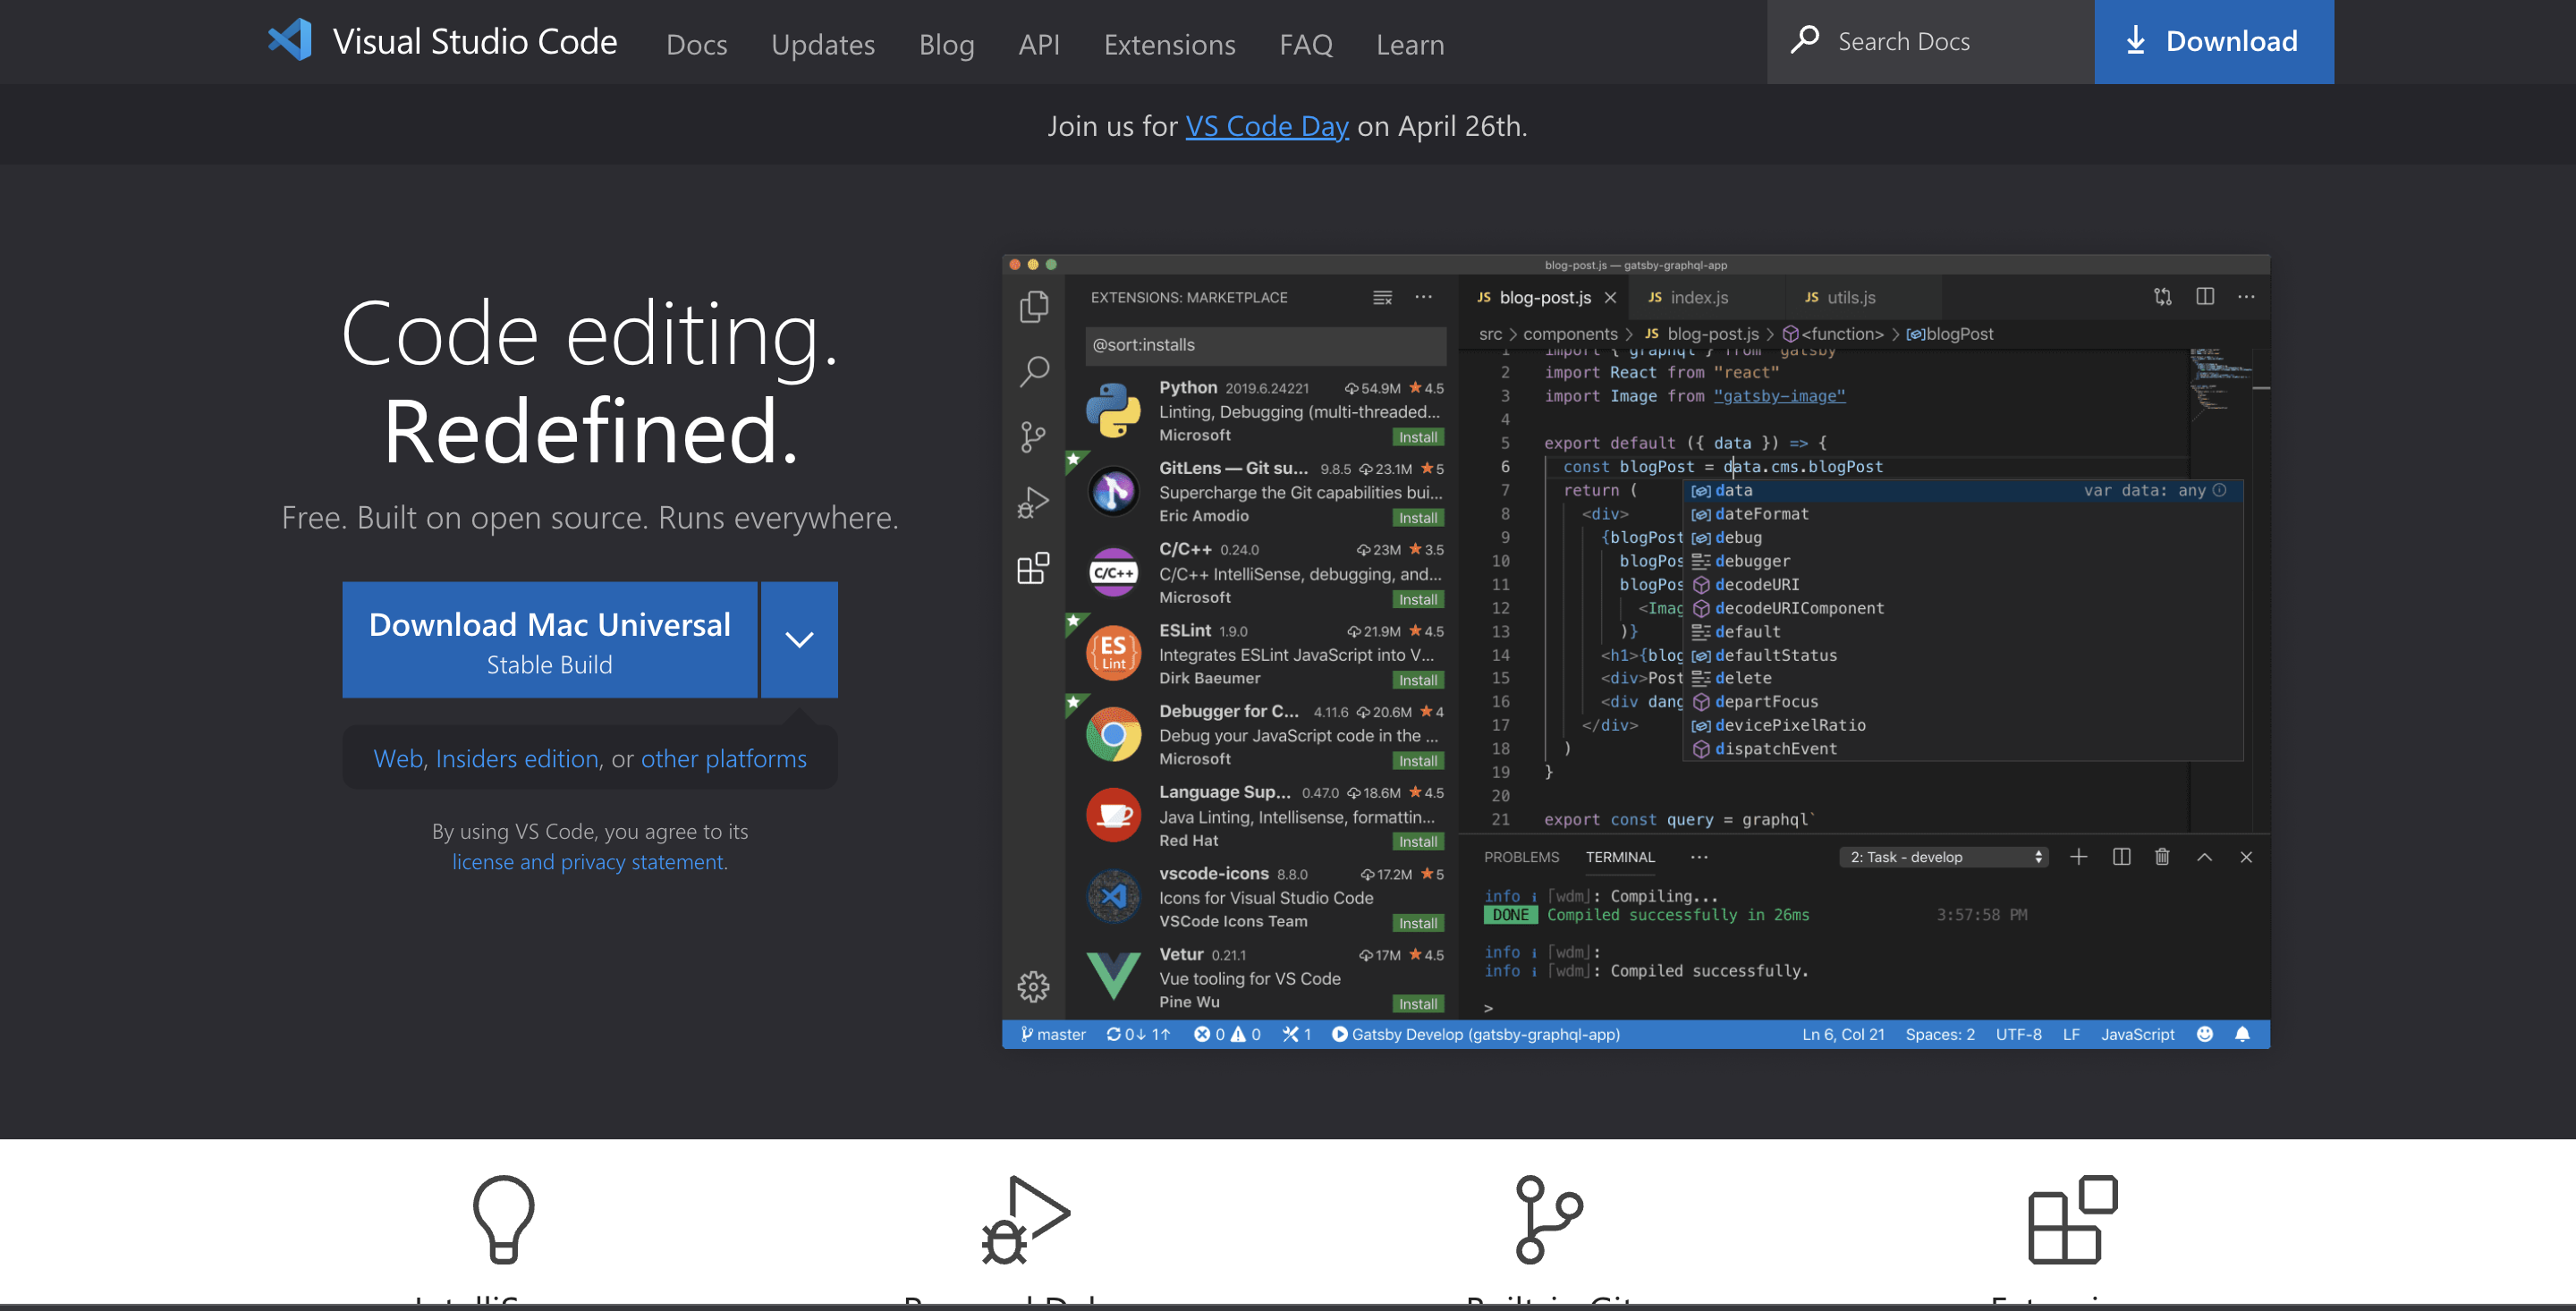 Visual Studio Code Docs Updates Blog API Extensions FAQ Learn Search Docs Download
Join us for VS Code Day on April 26th.
Code editing.
Redefined.
Free. Built on open source. Runs everywhere.
Download Mac Universal
Stable Build
Web, Insiders edition, or other platforms
By using VS Code, you agree to its
license and privacy statement.
blog-post.js — gatsby-graphql-app
EXTENSIONS: MARKETPLACE
@sort:installs
Python 2019.6.24221 54.9M 4.5
Linting, Debugging (multi-threaded...
Microsoft Install
GitLens — Git su... 9.8.5 23.1M 5
Supercharge the Git capabilities bui...
Eric Amodio Install
C/C++
C/C++ 0.24.0 23M 3.5
C/C++ IntelliSense, debugging, and...
Microsoft Install
ES
Lint
ESLint 1.9.0 21.9M 4.5
Integrates ESLint JavaScript into V...
Dirk Baeumer Install
Debugger for C... 4.11.6 20.6M 4
Debug your JavaScript code in the ...
Microsoft Install
Language Sup... 0.47.0 18.6M 4.5
Java Linting, Intellisense, formattin...
Red Hat Install
vscode-icons 8.8.0 17.2M 5
Icons for Visual Studio Code
VSCode Icons Team Install
Vetur 0.21.1 17M 4.5
Vue tooling for VS Code
Pine Wu Install
JS blog-post.js JS index.js JS utils.js
src > components > JS blog-post.js > <function> > blogPost
1 import { graphql } from "gatsby"
2 import React from "react"
3 import Image from "gatsby-image"
4
5 export default ({ data }) => {
6 const blogPost = data.cms.blogPost
7 return (
8 <div>
9 {blogPost
10 blogPos
11 blogPos
12 <Imag
13 )}
14 <h1>{blog
15 <div>Post
16 <div dang
17 </div>
18 )
19 }
20
21 export const query = graphql`
data var data: any
dateFormat
debug
debugger
decodeURI
decodeURIComponent
default
defaultStatus
delete
departFocus
devicePixelRatio
dispatchEvent
PROBLEMS TERMINAL ... 2: Task - develop
info i ｢wdm｣: Compiling...
DONE Compiled successfully in 26ms 3:57:58 PM
info i ｢wdm｣:
info i ｢wdm｣: Compiled successfully.
>
master 0↓ 1↑ 0 0 1 Gatsby Develop (gatsby-graphql-app) Ln 6, Col 21 Spaces: 2 UTF-8 LF JavaScript